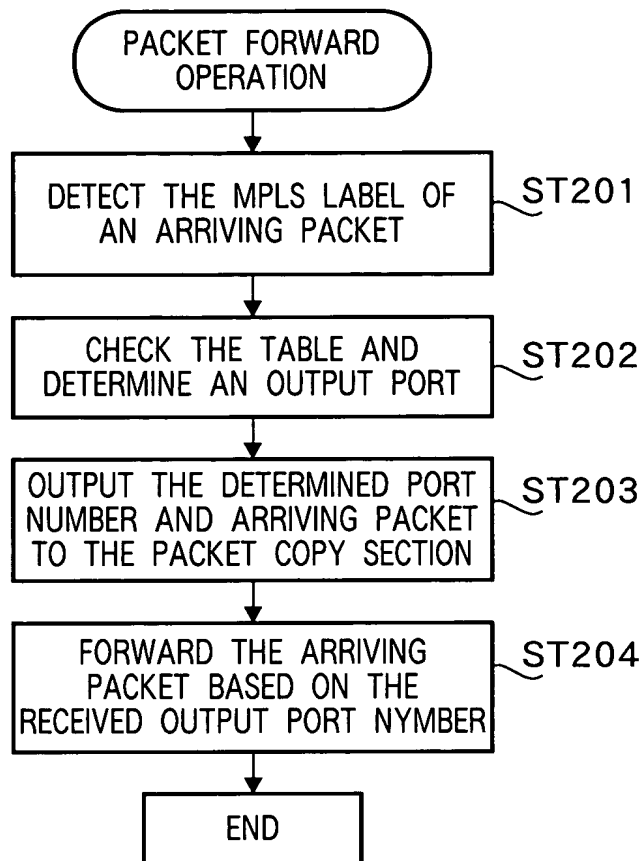 PACKET FORWARD
OPERATION
DETECT THE MPLS LABEL OF
AN ARRIVING PACKET
ST201
CHECK THE TABLE AND
DETERMINE AN OUTPUT PORT
ST202
OUTPUT THE DETERMINED PORT
NUMBER AND ARRIVING PACKET
TO THE PACKET COPY SECTION
ST203
FORWARD THE ARRIVING
PACKET BASED ON THE
RECEIVED OUTPUT PORT NYMBER
ST204
END